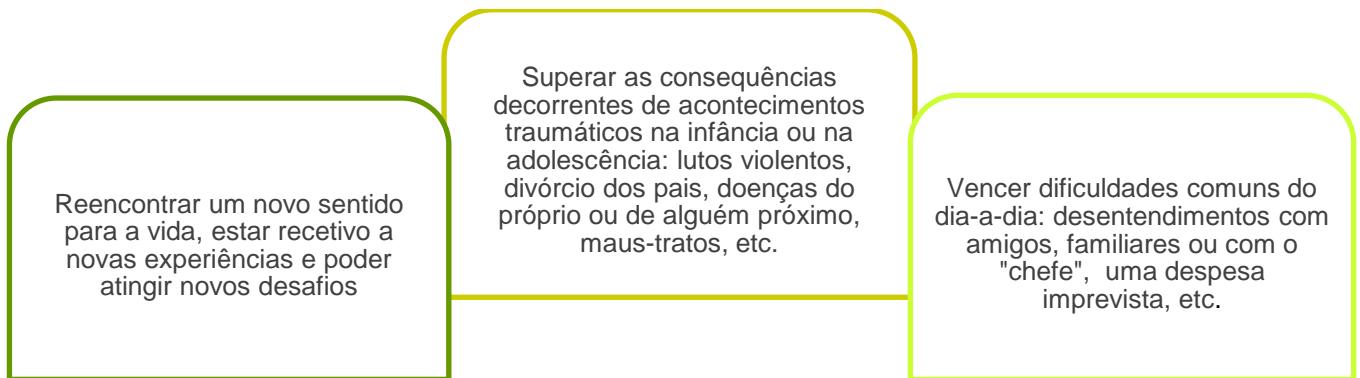 Reencontrar um novo sentido
para a vida, estar recetivo a
novas experiências e poder
atingir novos desafios
Superar as consequências
decorrentes de acontecimentos
traumáticos na infância ou na
adolescência: lutos violentos,
divórcio dos pais, doenças do
próprio ou de alguém próximo,
maus-tratos, etc.
Vencer dificuldades comuns do
dia-a-dia: desentendimentos com
amigos, familiares ou com o
"chefe",  uma despesa
imprevista, etc.